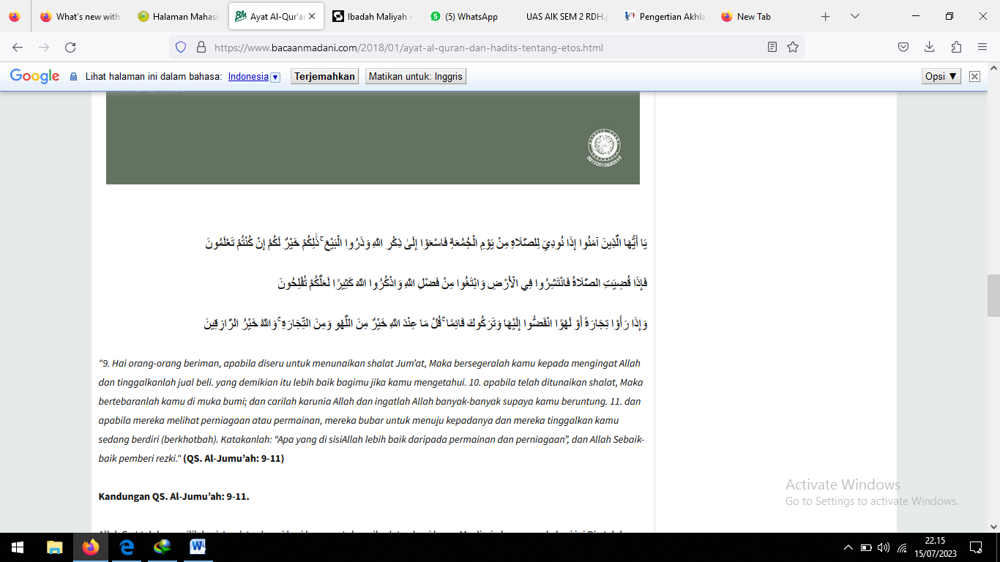 What's new with
Halaman Mahasi
Ayat Al-Qur'an
Ibadah Maliyah -
(5) WhatsApp
UAS AIK SEM 2 RDH.p
Pengertian Akhla
New Tab
https://www.bacaanmadani.com/2018/01/ayat-al-quran-dan-hadits-tentang-etos.html
Google Lihat halaman ini dalam bahasa: Indonesia Terjemahkan Matikan untuk: Inggris Opsi ▼
00150010680899
يَا أَيُّهَا الَّذِينَ آمَنُوا إِذَا نُودِيَ لِلصَّلَاةِ مِنْ يَوْمِ الْجُمُعَةِ فَاسْعَوْا إِلَىٰ ذِكْرِ اللَّهِ وَذَرُوا الْبَيْعَ ۚ ذَٰلِكُمْ خَيْرٌ لَكُمْ إِنْ كُنْتُمْ تَعْلَمُونَ
فَإِذَا قُضِيَتِ الصَّلَاةُ فَانْتَشِرُوا فِي الْأَرْضِ وَابْتَغُوا مِنْ فَضْلِ اللَّهِ وَاذْكُرُوا اللَّهَ كَثِيرًا لَعَلَّكُمْ تُفْلِحُونَ
وَإِذَا رَأَوْا تِجَارَةً أَوْ لَهْوًا انْفَضُّوا إِلَيْهَا وَتَرَكُوكَ قَائِمًا ۚ قُلْ مَا عِنْدَ اللَّهِ خَيْرٌ مِنَ اللَّهْوِ وَمِنَ التِّجَارَةِ ۚ وَاللَّهُ خَيْرُ الرَّازِقِينَ
"9. Hai orang-orang beriman, apabila diseru untuk menunaikan shalat Jum'at, Maka bersegeralah kamu kepada mengingat Allah
dan tinggalkanlah jual beli. yang demikian itu lebih baik bagimu jika kamu mengetahui. 10. apabila telah ditunaikan shalat, Maka
bertebaranlah kamu di muka bumi; dan carilah karunia Allah dan ingatlah Allah banyak-banyak supaya kamu beruntung. 11. dan
apabila mereka melihat perniagaan atau permainan, mereka bubar untuk menuju kepadanya dan mereka tinggalkan kamu
sedang berdiri (berkhotbah). Katakanlah: “Apa yang di sisiAllah lebih baik daripada permainan dan perniagaan”, dan Allah Sebaik-
baik pemberi rezki." (QS. Al-Jumu’ah: 9-11)
Kandungan QS. Al-Jumu’ah: 9-11.
Activate Windows
Go to Settings to activate Windows.
22.15
15/07/2023